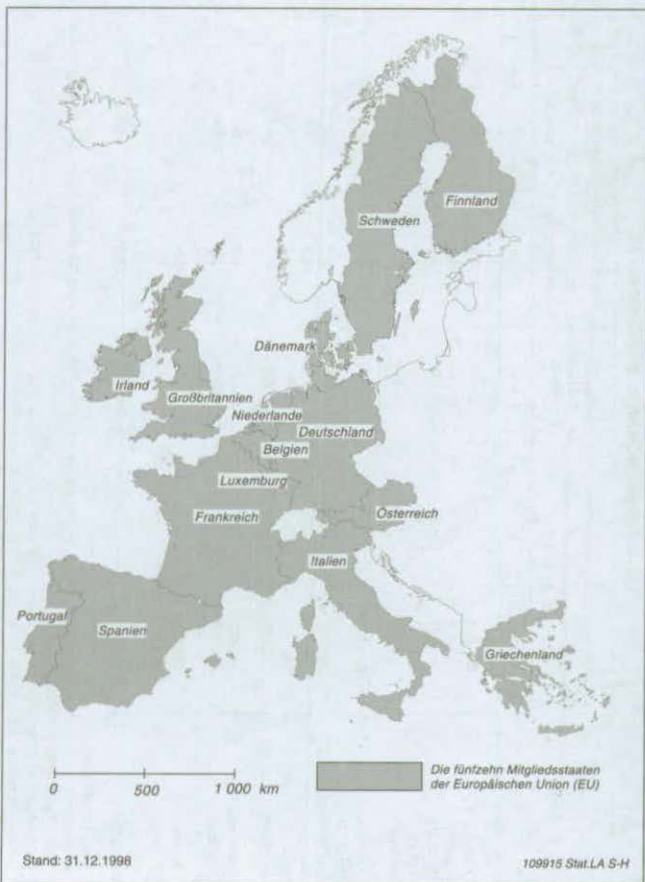 Finnland
Schweden
Dänemark
Irland
Großbritannien
Niederlande
Deutschland
Belgien
Luxemburg
Frankreich
Österreich
Italien
Portugal
Spanien
Griechenland
0 500 1 000 km
Die fünfzehn Mitgliedsstaaten
der Europäischen Union (EU)
Stand: 31.12.1998
109915 Stat.LA S-H